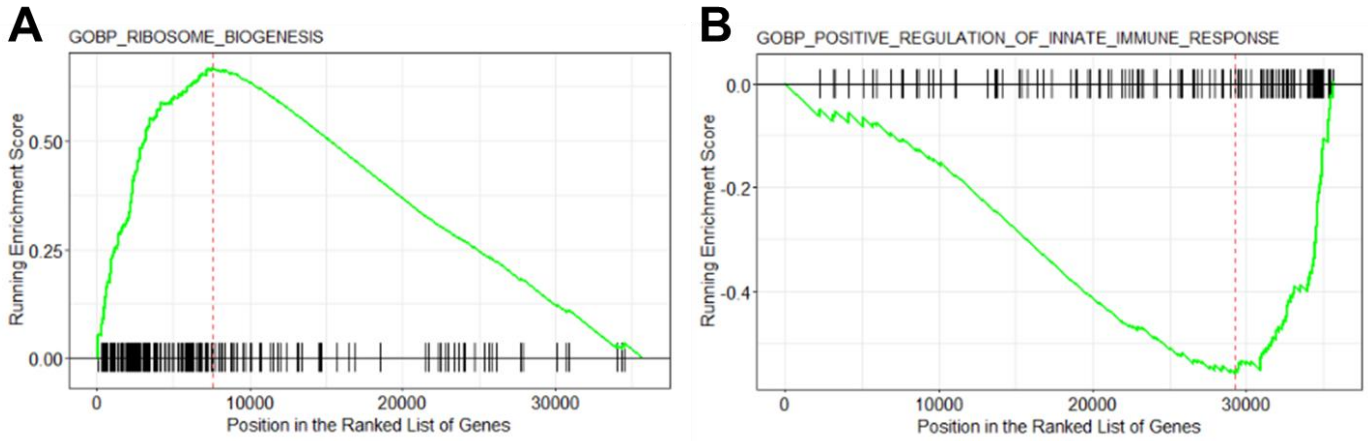 A
GOBP_RIBOSOME_BIOGENESIS
Running Enrichment Score
0.50
0.25
0.00
0
10000
20000
30000
Position in the Ranked List of Genes
B
GOBP_POSITIVE_REGULATION_OF_INNATE_IMMUNE_RESPONSE
Running Enrichment Score
0.0
-0.2
-0.4
0
10000
20000
30000
Position in the Ranked List of Genes